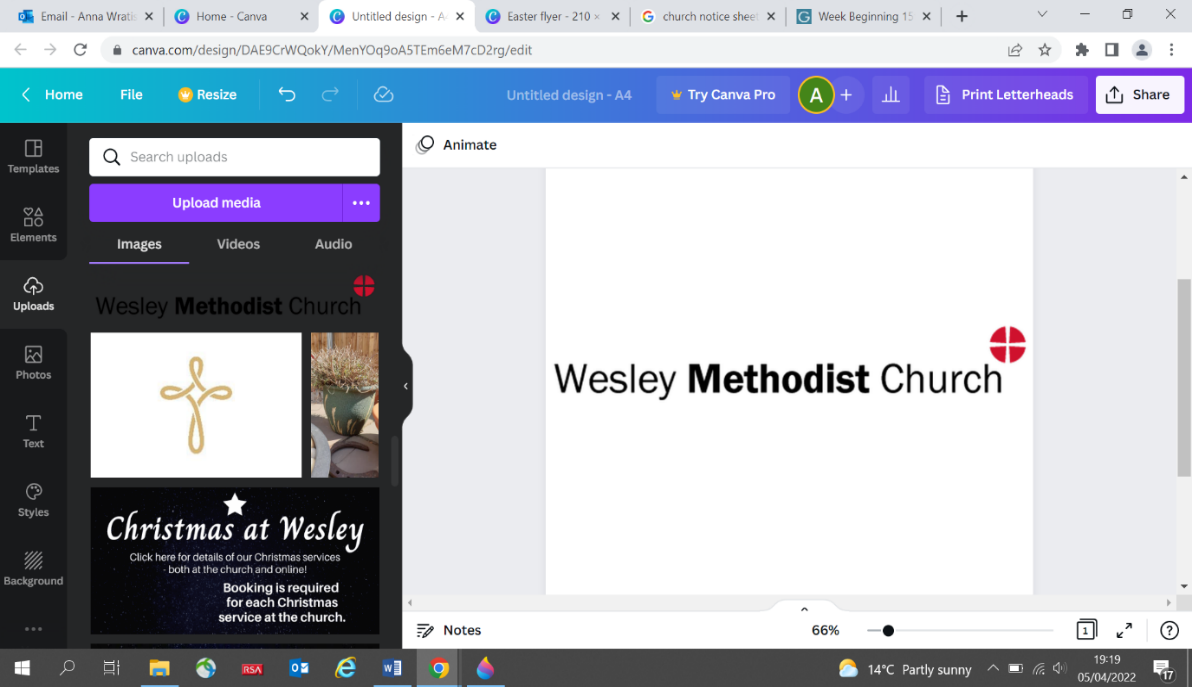 Email - Anna Wratis
Home - Canva
Untitled design - A4
Easter flyer - 210 ×
church notice sheet
Week Beginning 15
canva.com/design/DAE9CrWQokY/MenYOq9oA5TEm6eM7cD2rg/edit
Home
File
Resize
Untitled design - A4
Try Canva Pro
A
+
Print Letterheads
Share
Templates
Elements
Uploads
Photos
Text
Styles
Background
Search uploads
Upload media
Images
Videos
Audio
Wesley Methodist Church
Christmas at Wesley
Click here for details of our Christmas services
- both at the church and online!
Booking is required
for each Christmas
service at the church.
Animate
Wesley Methodist Church
Notes
66%
1
?
RSA
14°C Partly sunny
19:19
05/04/2022
17